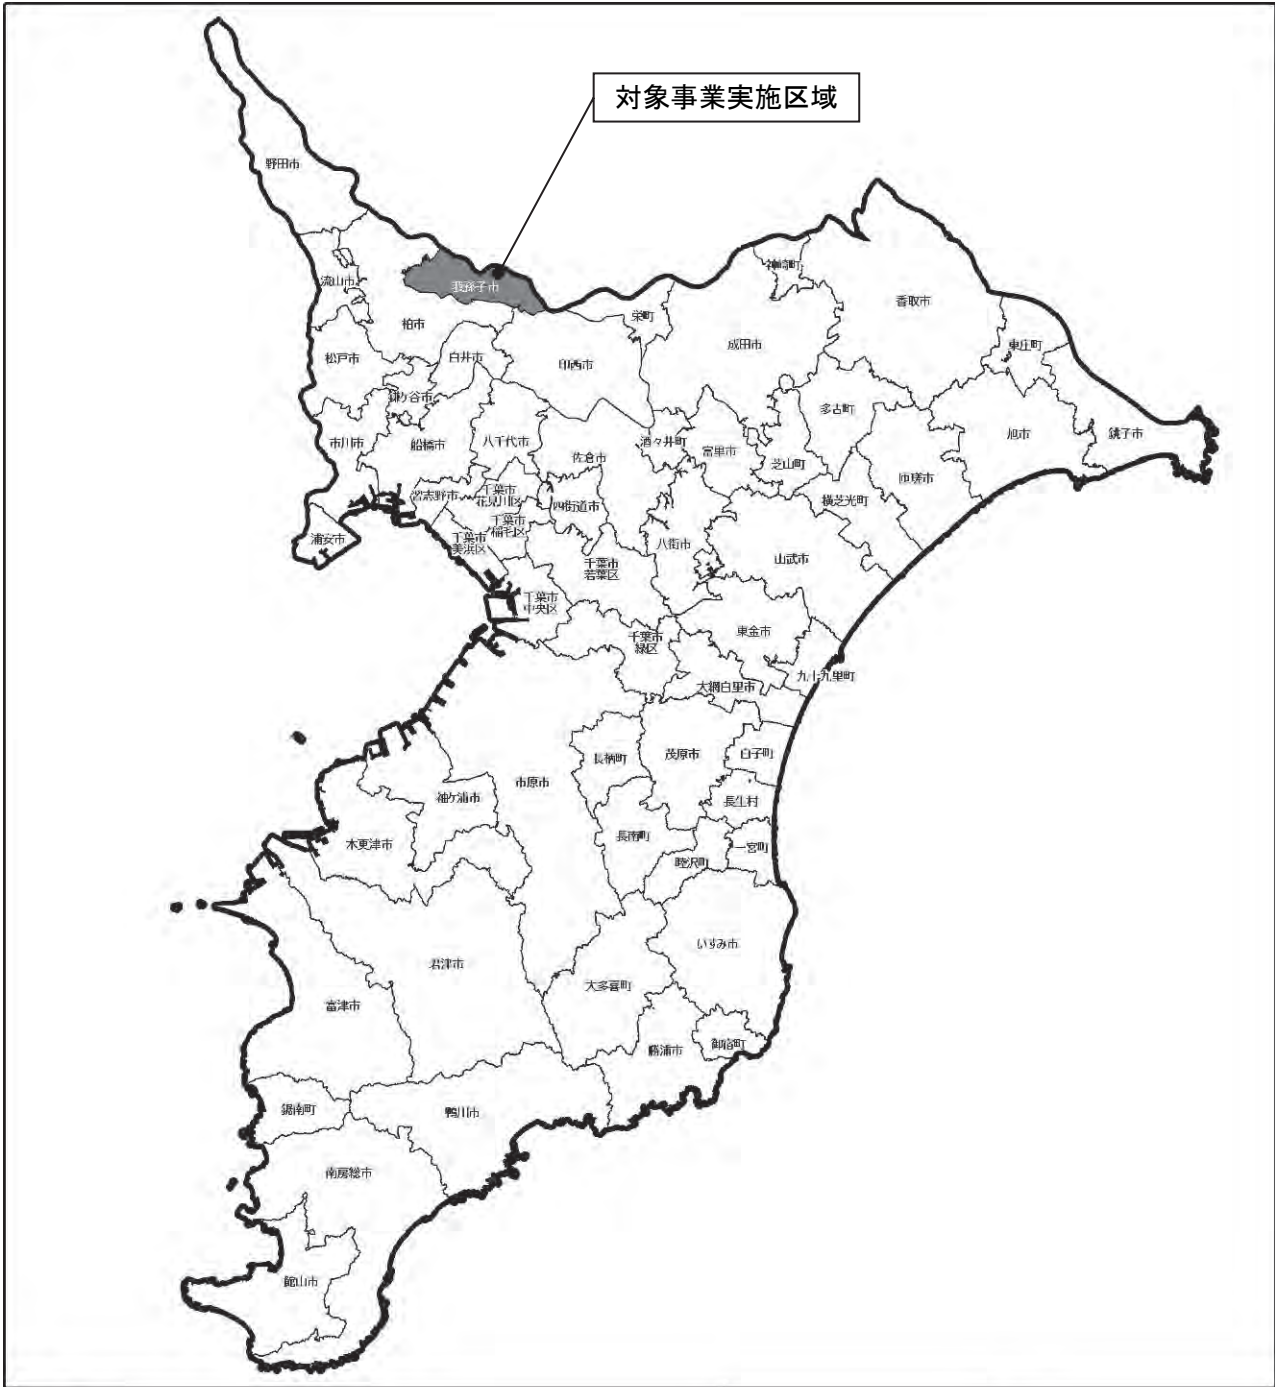 対象事業実施区域
野田市
流山市
我孫子市
柏市
松戸市
白井市
鎌ケ谷市
印西市
栄町
成田市
神崎町
香取市
東庄町
市川市
船橋市
八千代市
佐倉市
酒々井町
富里市
芝山町
多古町
匝瑳市
旭市
銚子市
習志野市
千葉市
花見川区
千葉市
稲毛区
千葉市
美浜区
四街道市
八街市
横芝光町
山武市
浦安市
千葉市
若葉区
千葉市
中央区
千葉市
緑区
東金市
大網白里市
九十九里町
市原市
長柄町
茂原市
白子町
長生村
袖ケ浦市
木更津市
長南町
睦沢町
一宮町
君津市
富津市
大多喜町
いすみ市
勝浦市
御宿町
鋸南町
鴨川市
南房総市
館山市